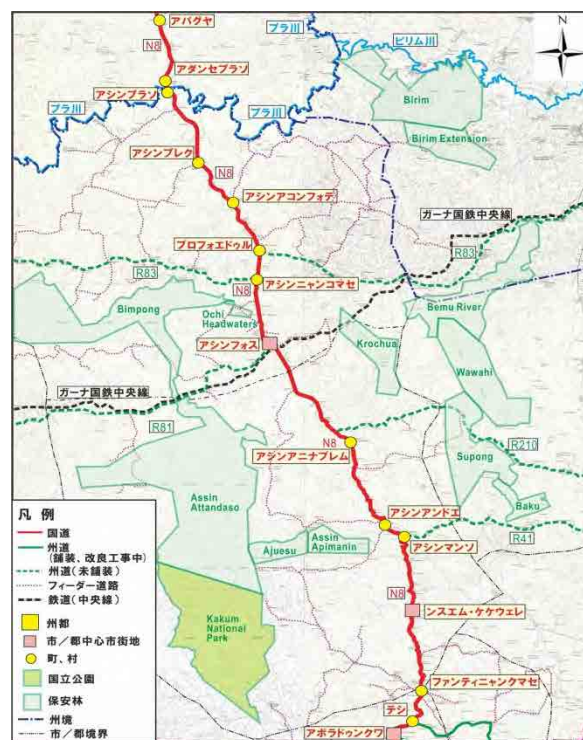 アパグヤ
ピリム川
N8
アダンセプラソ
アシンプラソ
プラ川
プラ川
プラ川
Birim
Birim Extension
アシンプレク
N8
アシンアコンフォディ
ガーナ国鉄中央線
プロフォエドゥル
R83
R83
N8
アシンニャンコマセ
Bimpong
Ochi
Headwaters
Bemu River
アシンフォス
Krochua
Wawahi
ガーナ国鉄中央線
R81
N8
R210
アシンアニナブレム
Supong
Assin
Attandaso
Baku
アシンアンドエ
Ajuesu
Assin
Apimanin
アシンマンソ
R41
Kakum
National
Park
N8
ンスエム・ケケウェレ
ファンティニャンクマセ
テシ
アボラドゥンクワ
凡 例
国道
州道
(舗装、改良工事中)
州道(未舗装)
フィーダー道路
鉄道(中央線)
州都
市/郡中心市街地
町、村
国立公園
保安林
州境
市/郡境界